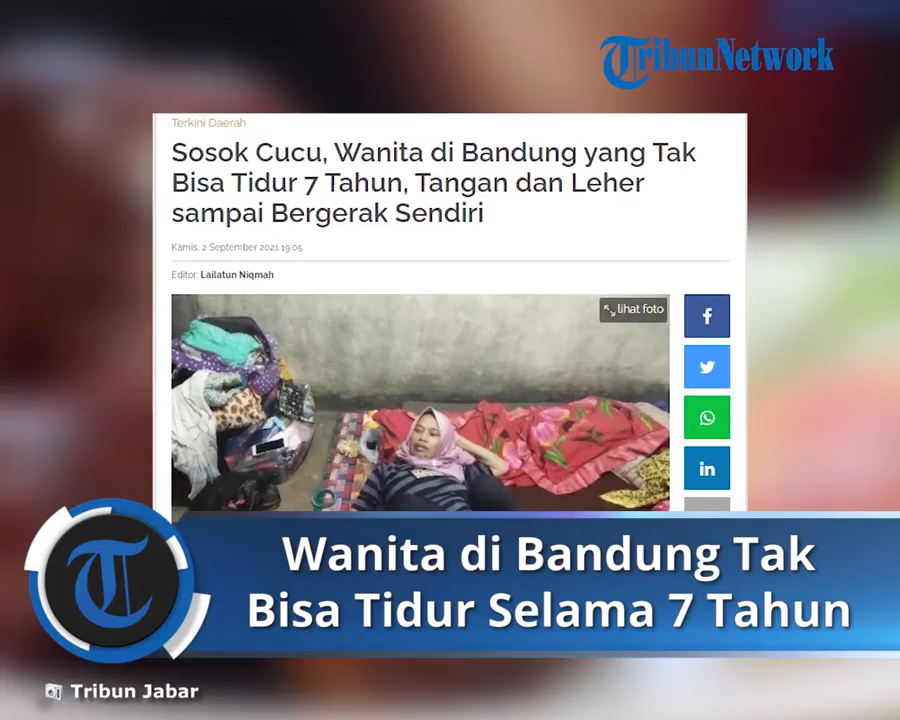 TribunNetwork
Terkini Daerah
Sosok Cucu, Wanita di Bandung yang Tak
Bisa Tidur 7 Tahun, Tangan dan Leher
sampai Bergerak Sendiri
Kamis, 2 September 2021 19:05
Editor: Lailatun Niqmah
lihat foto
Wanita di Bandung Tak
Bisa Tidur Selama 7 Tahun
Tribun Jabar